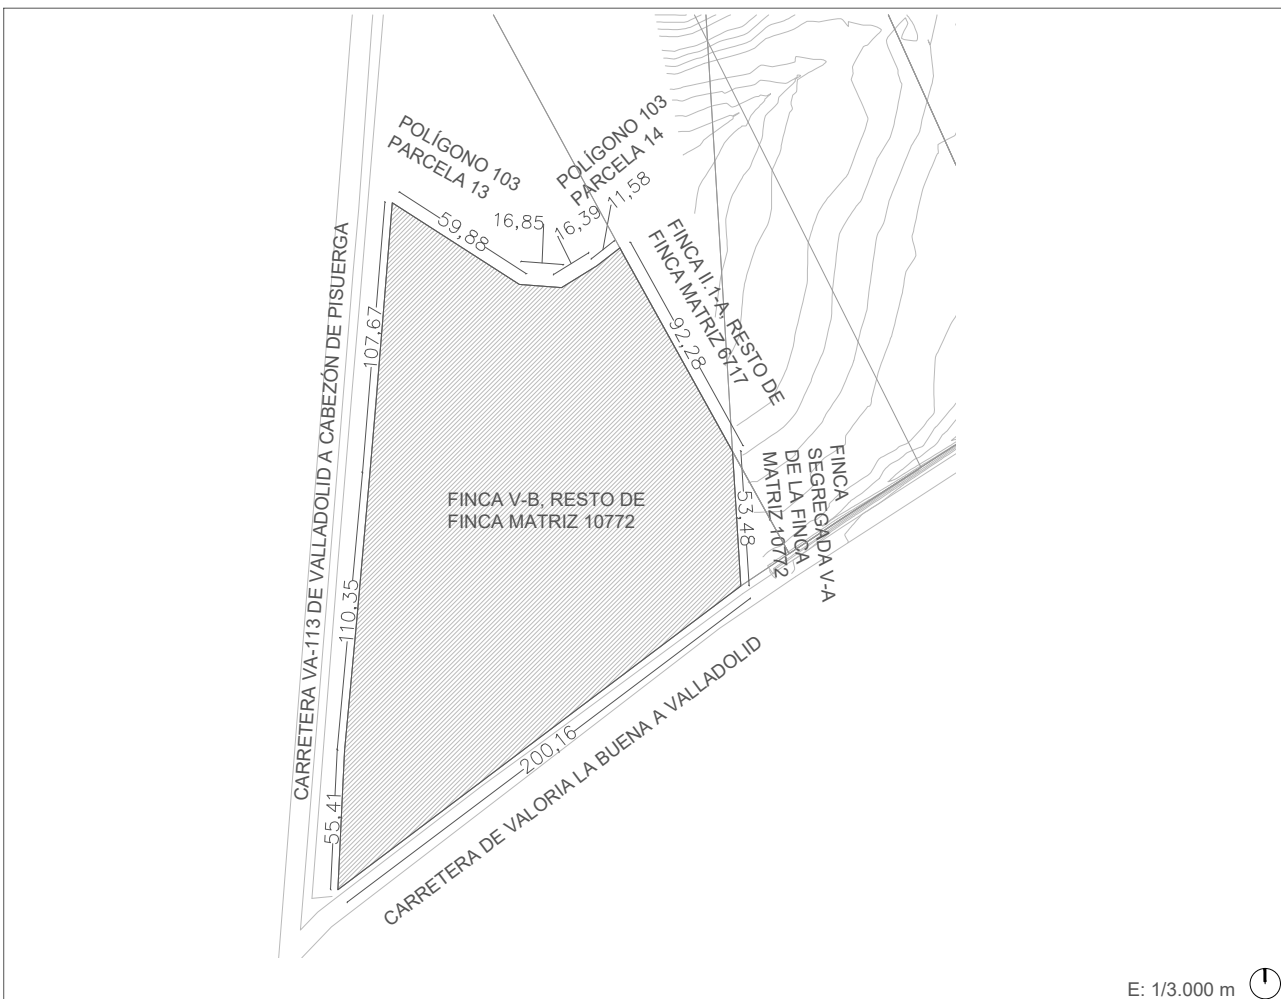 POLÍGONO 103
PARCELA 13
POLÍGONO 103
PARCELA 14
59,88
16,85
16,39
11,58
CARRETERA VA-113 DE VALLADOLID A CABEZÓN DE PISUERGA
107,67
FINCA II.1-A, RESTO DE
FINCA MATRIZ 6717
92,28
FINCA V-B, RESTO DE
FINCA MATRIZ 10772
53,48
FINCA
SEGREGADA V-A
DE LA FINCA
MATRIZ 10772
110,35
200,16
55,41
CARRETERA DE VALORIA LA BUENA A VALLADOLID
E: 1/3.000 m